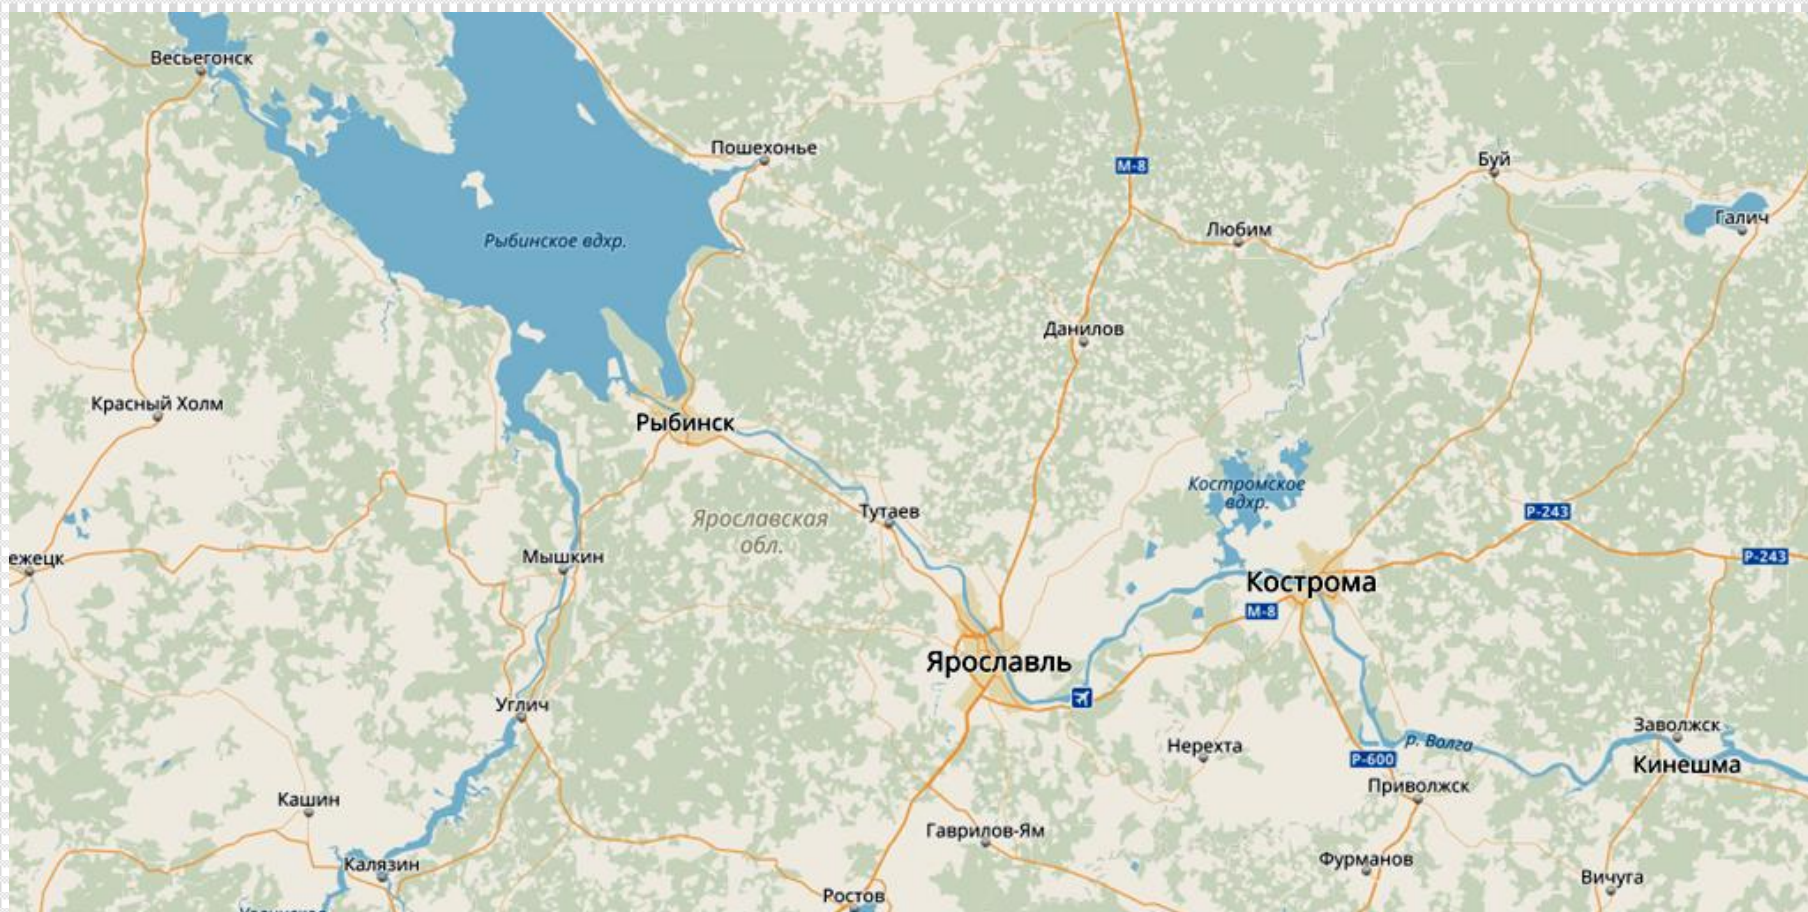 Весьегонск
Пошехонье
М-8
Буй
Галич
Любим
Рыбинское вдхр.
Данилов
Красный Холм
Рыбинск
Костромское
вдхр.
Тутаев
Р-243
Ярославская
обл.
ежецк
Мышкин
Р-243
Кострома
М-8
Ярославль
Углич
Заволжск
р. Волга
Нерехта
Р-600
Кинешма
Приволжск
Кашин
Гаврилов-Ям
Фурманов
Калязин
Вичуга
Ростов